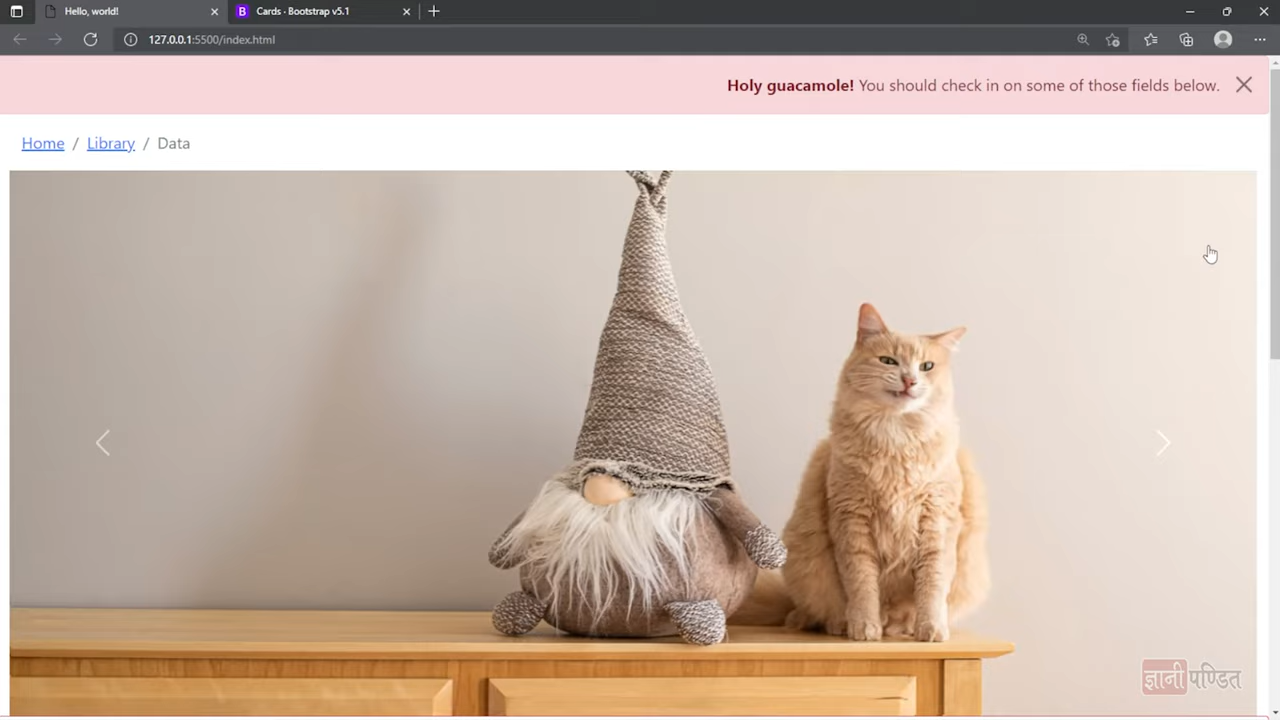 Hello, world!
B Cards · Bootstrap v5.1
127.0.0.1:5500/index.html
Holy guacamole! You should check in on some of those fields below.
Home / Library / Data
ज्ञानी पण्डित